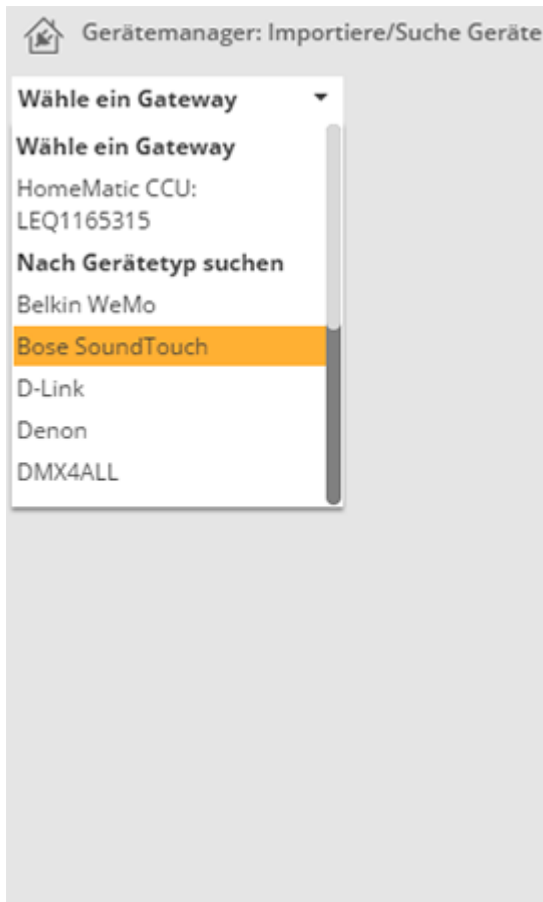 Gerätemanager: Importiere/Suche Geräte
Wähle ein Gateway
Wähle ein Gateway
HomeMatic CCU:
LEQ1165315
Nach Gerätetyp suchen
Belkin WeMo
Bose SoundTouch
D-Link
Denon
DMX4ALL